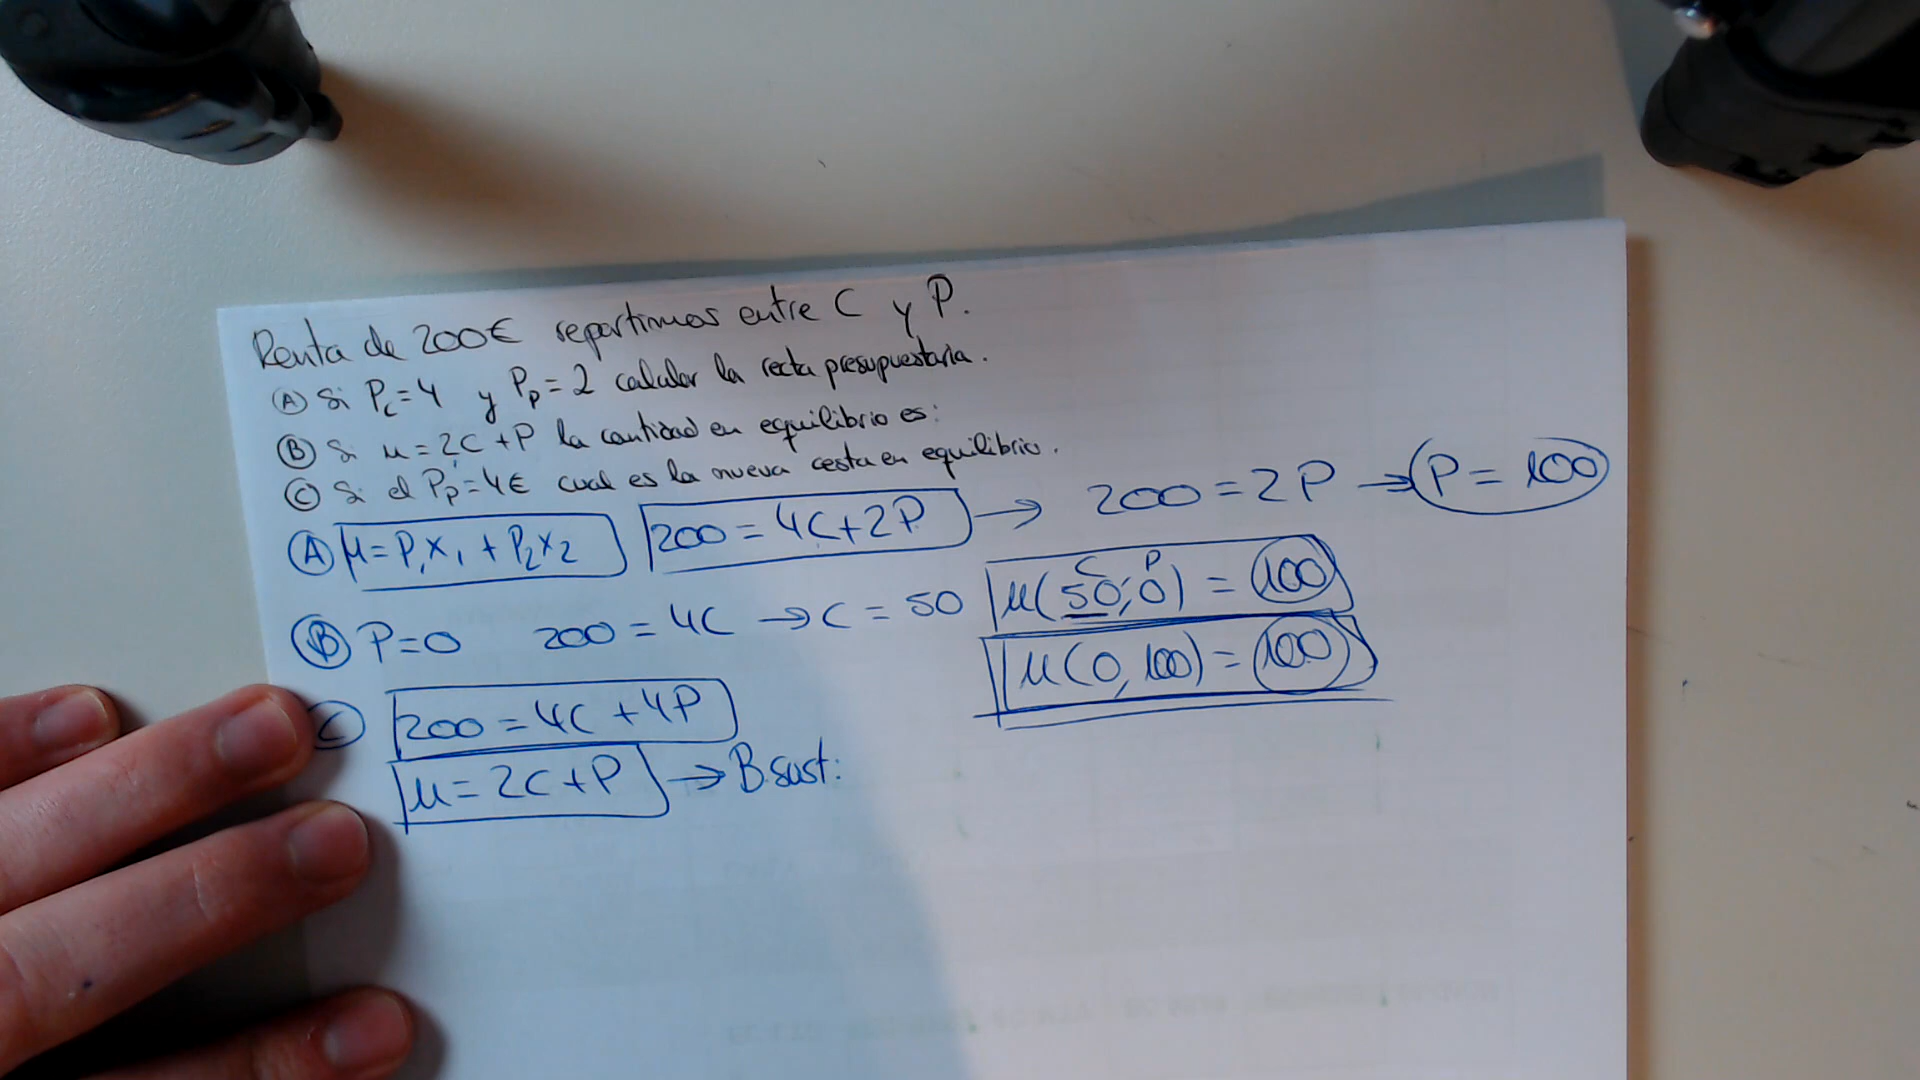 Renta de 200€ repartimos entre C y P.
Ⓐ Si Pc=4 y Pp=2 calcular la recta presupuestaria.
Ⓑ Si u=2C+P la cantidad en equilibrio es:
Ⓒ Si el Pp=4€ cual es la nueva cesta en equilibrio.
Ⓐ μ=P₁x₁+P₂x₂ 200=4C+2P → 200=2P → P=100
Ⓑ P=0 200=4C → C=50 μ(50;0)=100
C P
μ(0,100)=100
Ⓒ 200=4C+4P
μ=2C+P → B.sust: